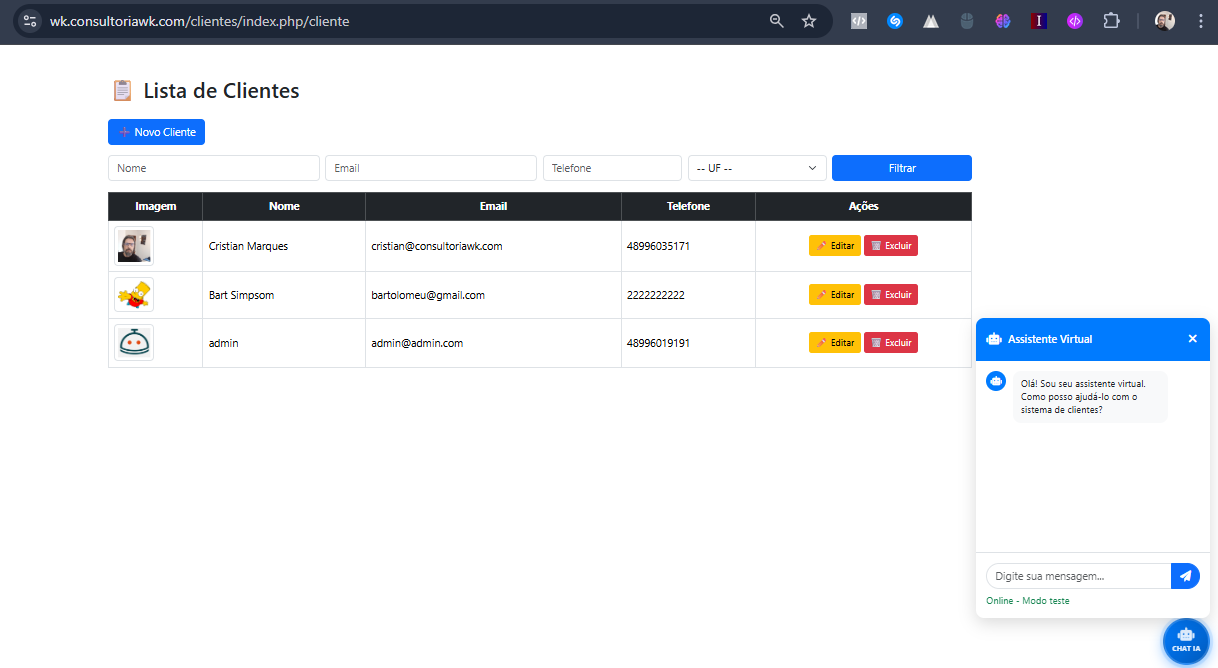 wk.consultoriawk.com/clientes/index.php/cliente
Lista de Clientes
Novo Cliente
Nome
Email
Telefone
-- UF --
Filtrar
Imagem Nome Email Telefone Ações
Cristian Marques cristian@consultoriawk.com 48996035171 Editar Excluir
Bart Simpsom bartolomeu@gmail.com 2222222222 Editar Excluir
admin admin@admin.com 48996019191 Editar Excluir
Assistente Virtual
Olá! Sou seu assistente virtual.
Como posso ajudá-lo com o
sistema de clientes?
Digite sua mensagem...
Online - Modo teste
CHAT IA